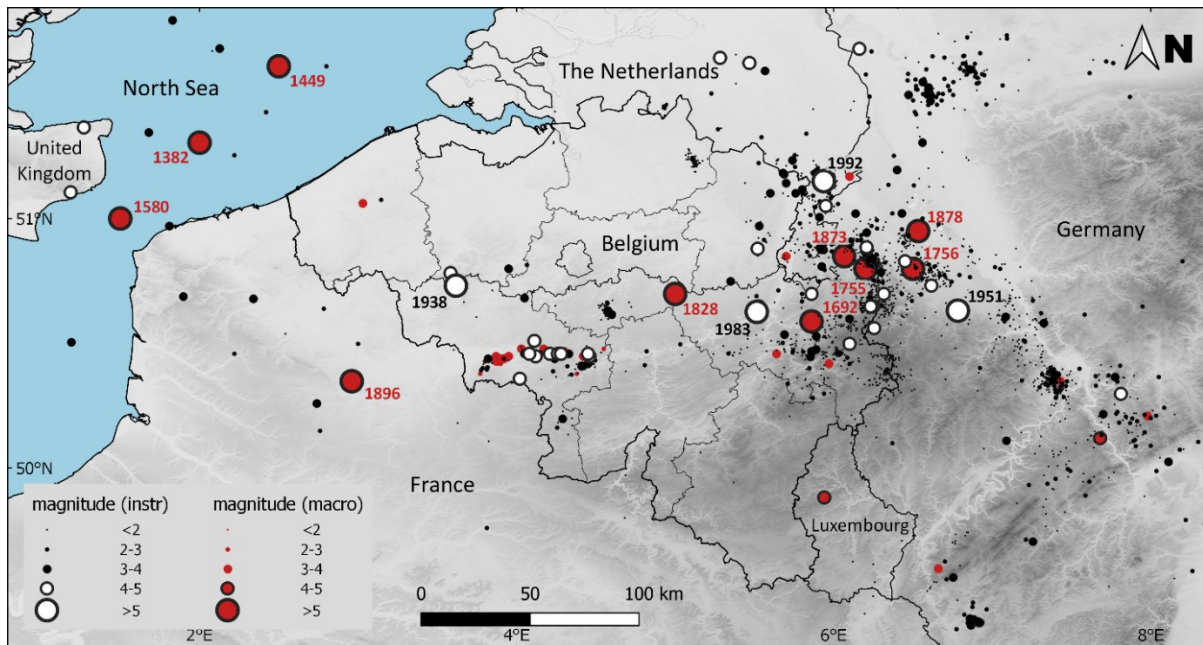 N
1449
The Netherlands
North Sea
United
Kingdom
1382
1992
1580
51°N
1878
1873
Belgium
Germany
1756
1755
1938
1828
1951
1692
1983
1896
50°N
France
magnitude (instr)
magnitude (macro)
<2
<2
2-3
2-3
3-4
3-4
4-5
4-5
>5
>5
Luxembourg
0
50
100 km
2°E
4°E
6°E
8°E